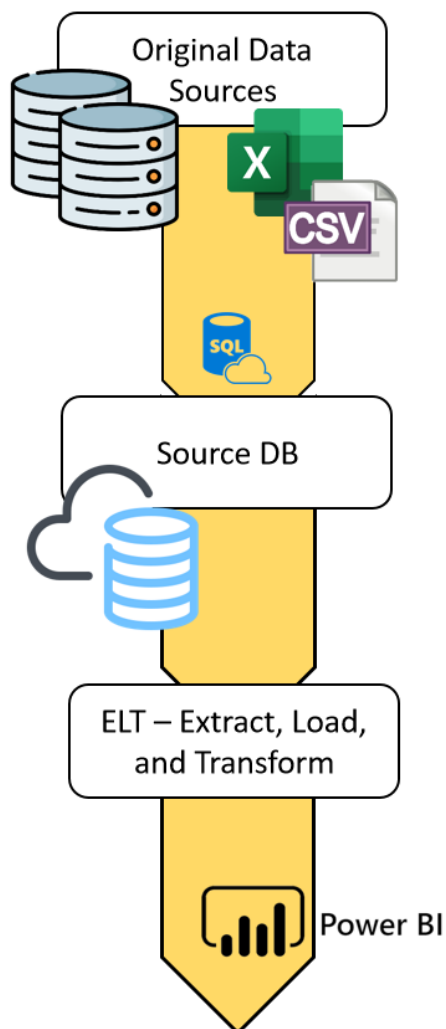 Original Data
Sources
X
CSV
SQL
Source DB
ELT – Extract, Load,
and Transform
Power BI